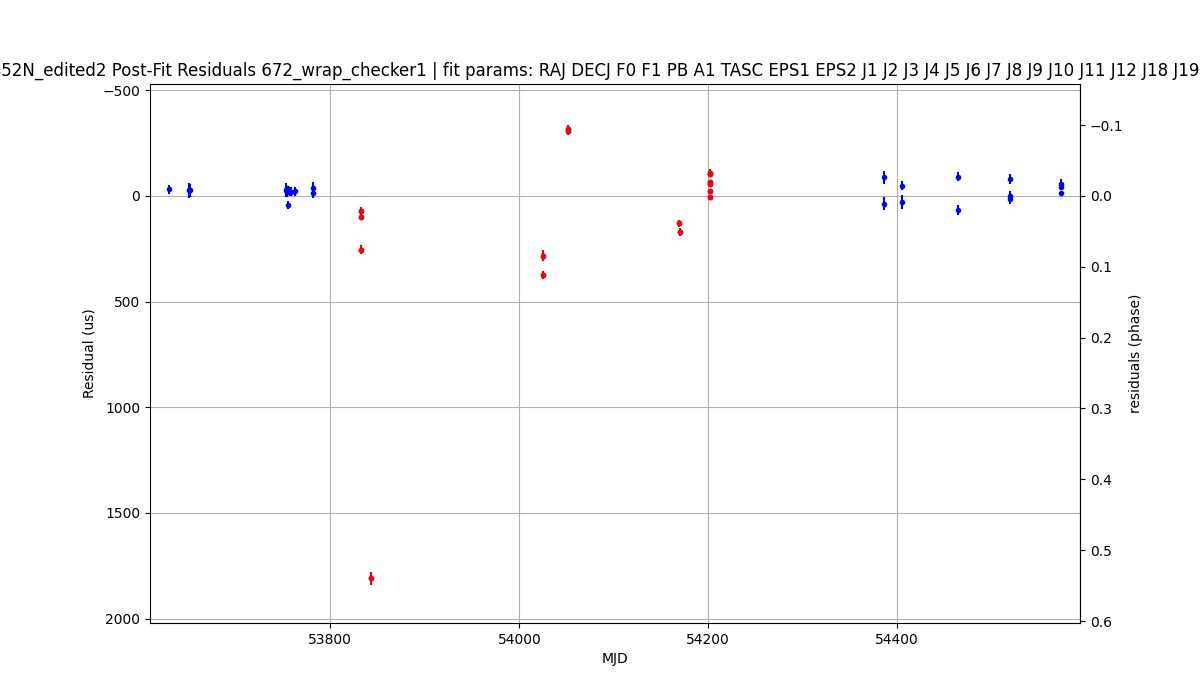 52N_edited2 Post-Fit Residuals 672_wrap_checker1 | fit params: RAJ DECJ F0 F1 PB A1 TASC EPS1 EPS2 J1 J2 J3 J4 J5 J6 J7 J8 J9 J10 J11 J12 J18 J19
−500
0
500
1000
1500
2000
Residual (us)
−0.1
0.0
0.1
0.2
0.3
0.4
0.5
0.6
residuals (phase)
53800 54000 54200 54400
MJD